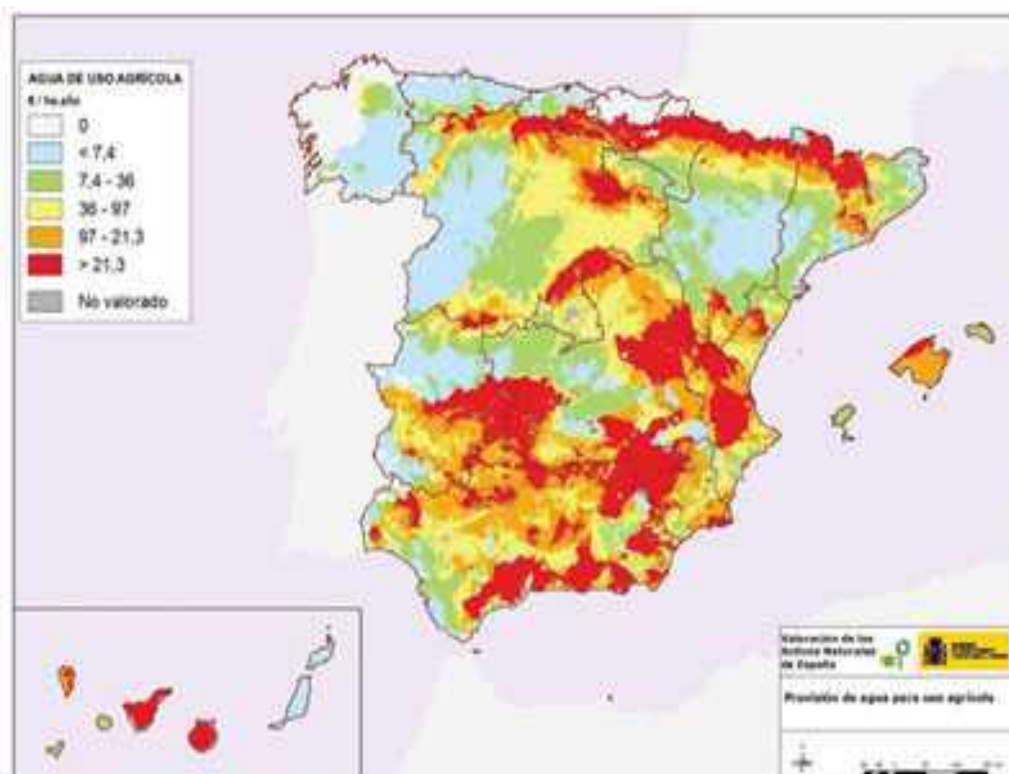 AGUA DE USO AGRÍCOLA
€ / ha.año
0
< 7,4
7,4 - 36
36 - 97
97 - 21,3
> 21,3
No valorado
Valoración de los
Activos Naturales
de España
Provisión de agua para uso agrícola